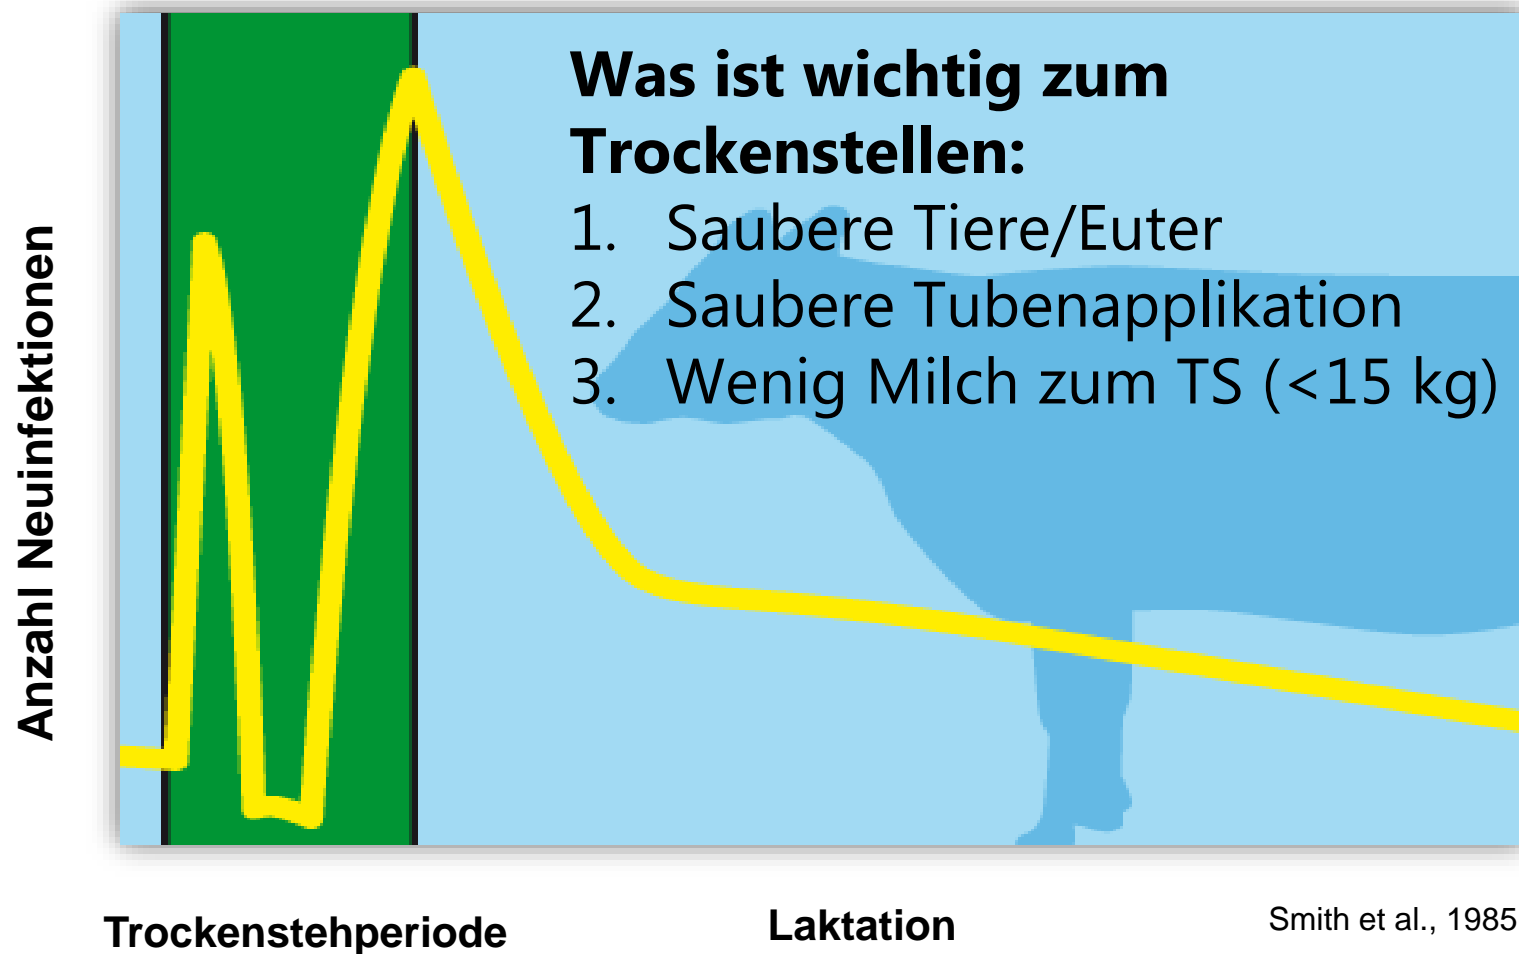 Was ist wichtig zum
Trockenstellen:
1. Saubere Tiere/Euter
2. Saubere Tubenapplikation
3. Wenig Milch zum TS (<15 kg)
Anzahl Neuinfektionen
Trockenstehperiode
Laktation
Smith et al., 1985